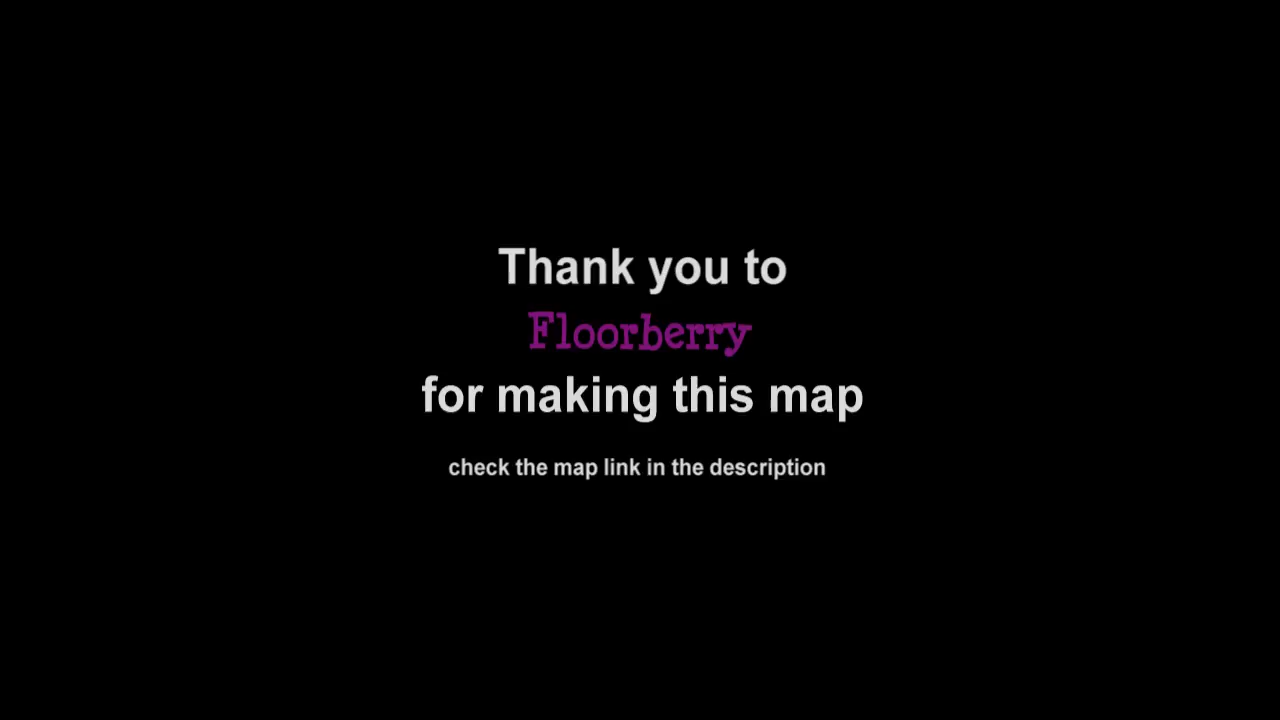 Thank you to
Floorberry
for making this map
check the map link in the description